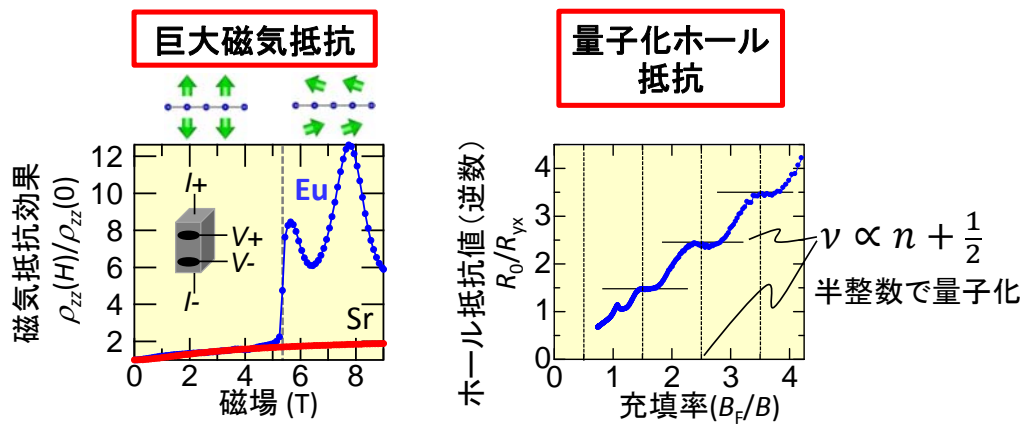 巨大磁気抵抗
磁気抵抗効果
ρzz(H)/ρzz(0)
12
10
8
6
4
2
I+
V+
V-
I-
Eu
Sr
0 2 4 6 8
磁場 (T)
量子化ホール
抵抗
ホール抵抗値(逆数)
R0/Ryx
4
3
2
1
0
0 1 2 3 4
充填率(BF/B)
ν ∝ n + 1/2
半整数で量子化